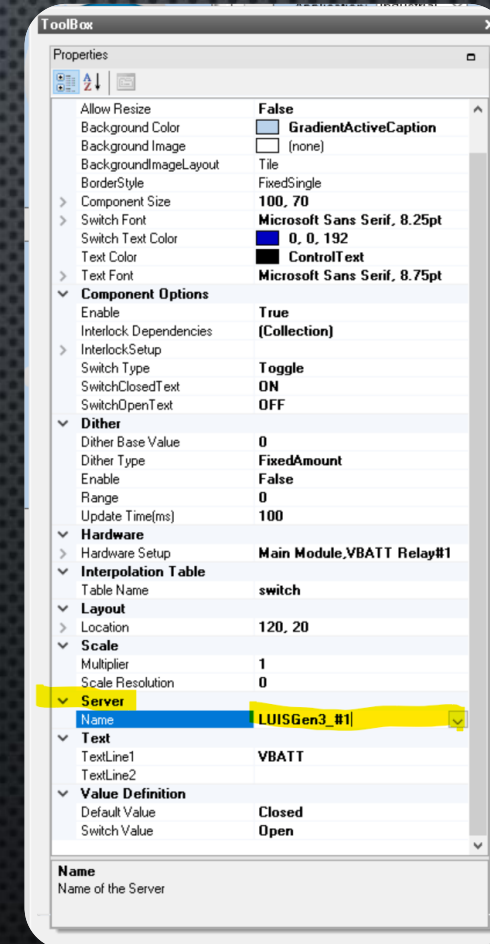 ToolBox
Properties
Allow Resize False
Background Color GradientActiveCaption
Background Image (none)
BackgroundImageLayout Tile
BorderStyle FixedSingle
Component Size 100, 70
Switch Font Microsoft Sans Serif, 8.25pt
Switch Text Color 0, 0, 192
Text Color ControlText
Text Font Microsoft Sans Serif, 8.75pt
Component Options
Enable True
Interlock Dependencies (Collection)
InterlockSetup
Switch Type Toggle
SwitchClosedText ON
SwitchOpenText OFF
Dither
Dither Base Value 0
Dither Type FixedAmount
Enable False
Range 0
Update Time(ms) 100
Hardware
Hardware Setup Main Module,VBATT Relay#1
Interpolation Table
Table Name switch
Layout
Location 120, 20
Scale
Multiplier 1
Scale Resolution 0
Server
Name LUISGen3_#1
Text
TextLine1 VBATT
TextLine2
Value Definition
Default Value Closed
Switch Value Open
Name
Name of the Server